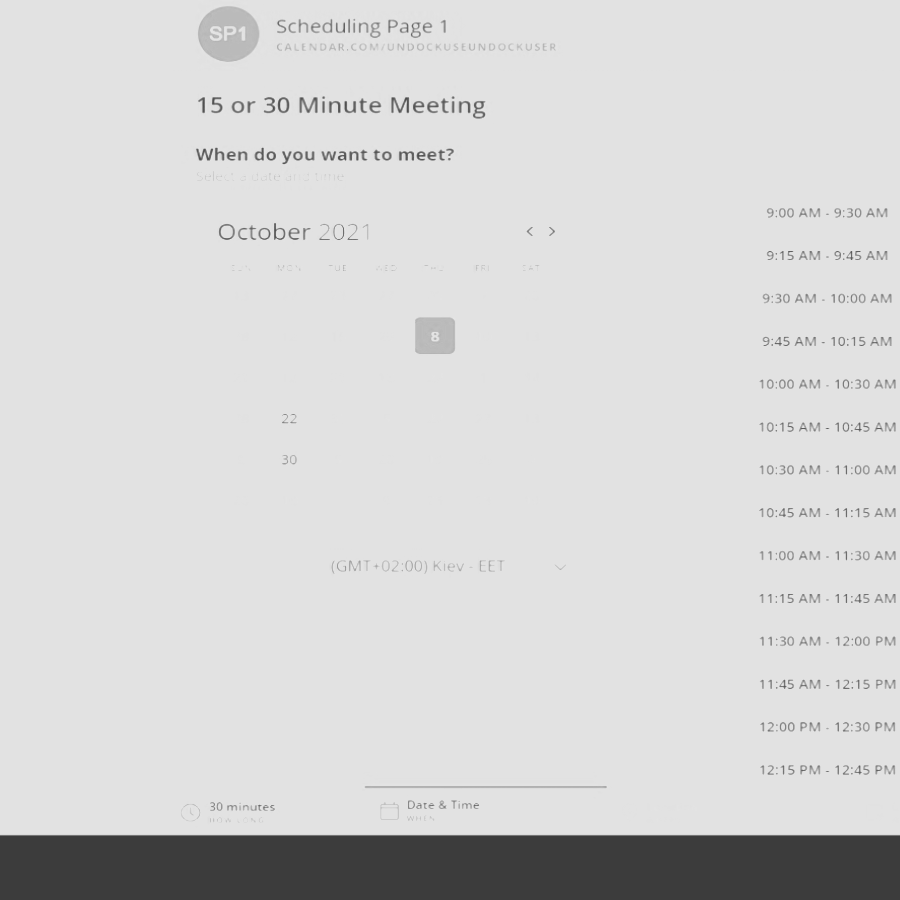 SP1
Scheduling Page 1
CALENDAR.COM/UNDOCKUSEUNDOCKUSER
15 or 30 Minute Meeting
When do you want to meet?
Select a date and time
October 2021
SUN MON TUE WED THU FRI SAT
8
22
30
(GMT+02:00) Kiev - EET
9:00 AM - 9:30 AM
9:15 AM - 9:45 AM
9:30 AM - 10:00 AM
9:45 AM - 10:15 AM
10:00 AM - 10:30 AM
10:15 AM - 10:45 AM
10:30 AM - 11:00 AM
10:45 AM - 11:15 AM
11:00 AM - 11:30 AM
11:15 AM - 11:45 AM
11:30 AM - 12:00 PM
11:45 AM - 12:15 PM
12:00 PM - 12:30 PM
12:15 PM - 12:45 PM
30 minutes
HOW LONG
Date & Time
WHEN